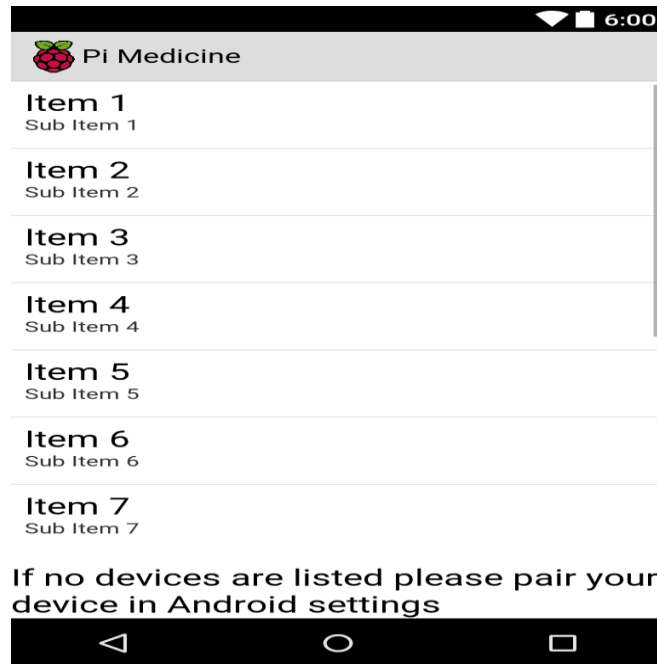 6:00
Pi Medicine
Item 1
Sub Item 1
Item 2
Sub Item 2
Item 3
Sub Item 3
Item 4
Sub Item 4
Item 5
Sub Item 5
Item 6
Sub Item 6
Item 7
Sub Item 7
If no devices are listed please pair your
device in Android settings